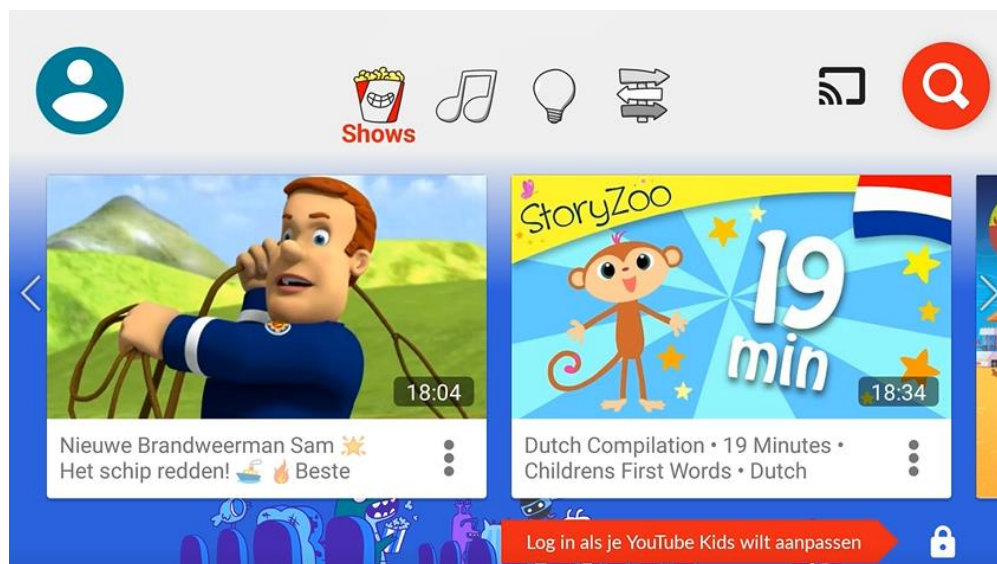 Shows
StoryZoo
19
min
18:04
18:34
Nieuwe Brandweerman Sam 🌟
Het schip redden! 🚤 🔥 Beste
Dutch Compilation • 19 Minutes •
Childrens First Words • Dutch
Log in als je YouTube Kids wilt aanpassen